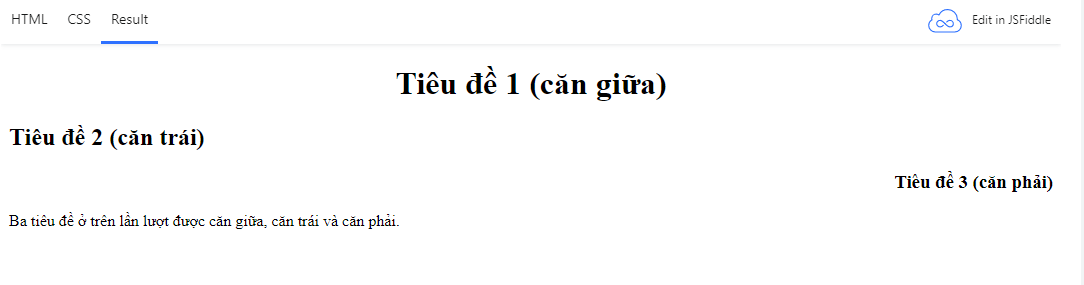 HTML CSS Result Edit in JSFiddle
Tiêu đề 1 (căn giữa)
Tiêu đề 2 (căn trái)
Tiêu đề 3 (căn phải)
Ba tiêu đề ở trên lần lượt được căn giữa, căn trái và căn phải.